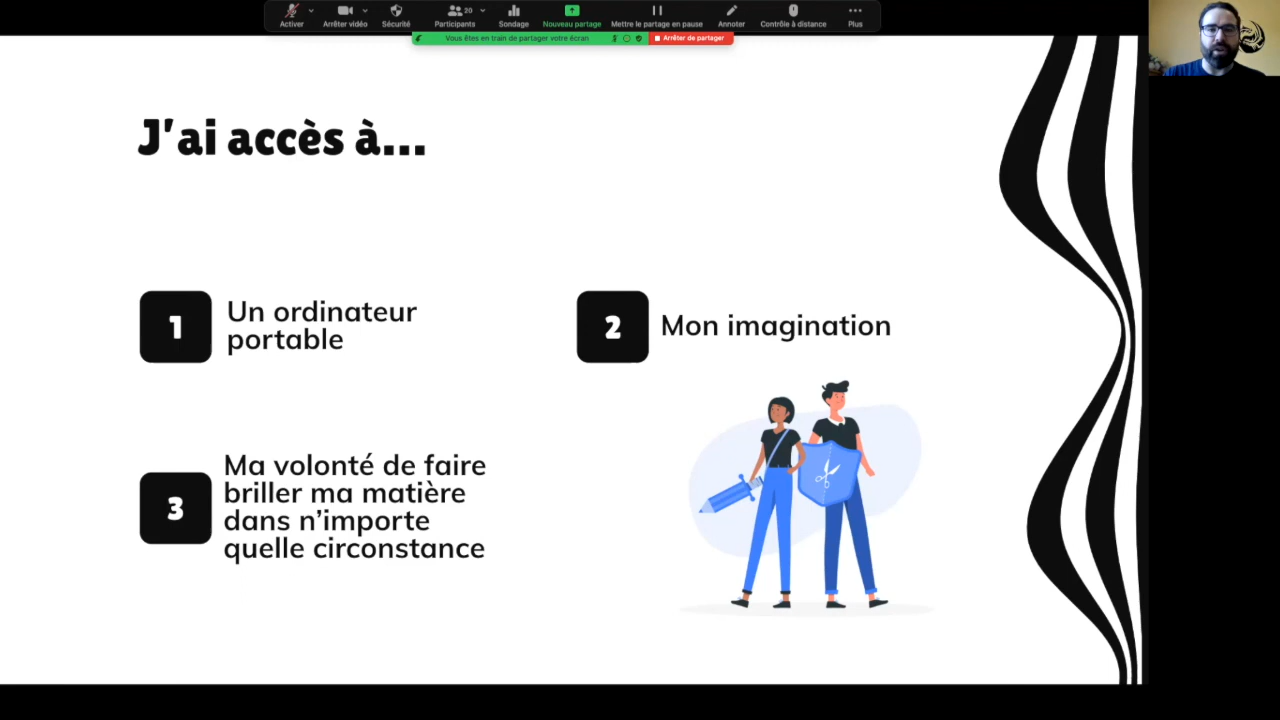 Activer
Arrêter vidéo
Sécurité
Participants
20
Sondage
Nouveau partage
Mettre le partage en pause
Annoter
Contrôle à distance
Plus
Vous êtes en train de partager votre écran
Arrêter de partager
J'ai accès à...
1
Un ordinateur
portable
2
Mon imagination
3
Ma volonté de faire
briller ma matière
dans n'importe
quelle circonstance